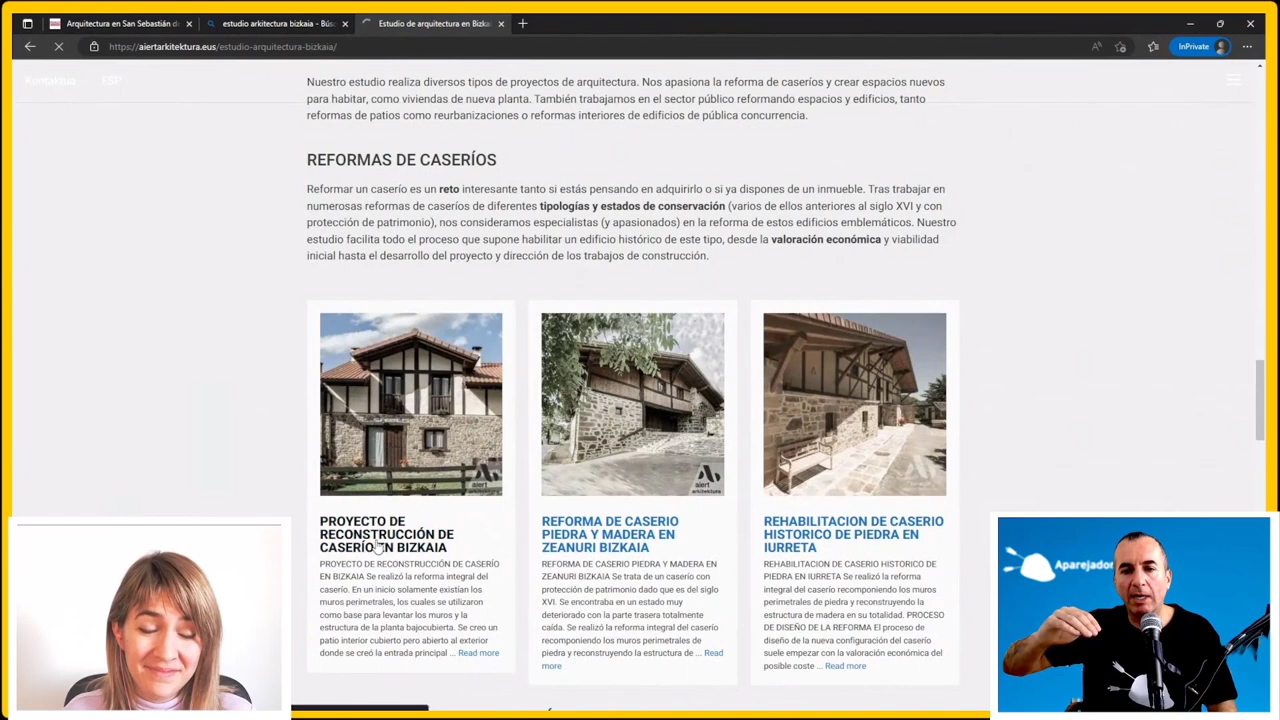 Arquitectura en San Sebastián de
estudio arkitektura bizkaia - Bús
Estudio de arquitectura en Bizkai
https://aiertarkitektura.eus/estudio-arquitectura-bizkaia/
InPrivate
Kontaktua ESP
Nuestro estudio realiza diversos tipos de proyectos de arquitectura. Nos apasiona la reforma de caseríos y crear espacios nuevos
para habitar, como viviendas de nueva planta. También trabajamos en el sector público reformando espacios y edificios, tanto
reformas de patios como reurbanizaciones o reformas interiores de edificios de pública concurrencia.
REFORMAS DE CASERÍOS
Reformar un caserío es un reto interesante tanto si estás pensando en adquirirlo o si ya dispones de un inmueble. Tras trabajar en
numerosas reformas de caseríos de diferentes tipologías y estados de conservación (varios de ellos anteriores al siglo XVI y con
protección de patrimonio), nos consideramos especialistas (y apasionados) en la reforma de estos edificios emblemáticos. Nuestro
estudio facilita todo el proceso que supone habilitar un edificio histórico de este tipo, desde la valoración económica y viabilidad
inicial hasta el desarrollo del proyecto y dirección de los trabajos de construcción.
aiert
arkitektura
PROYECTO DE
RECONSTRUCCIÓN DE
CASERÍO EN BIZKAIA
PROYECTO DE RECONSTRUCCIÓN DE CASERÍO
EN BIZKAIA Se realizó la reforma integral del
caserío. En un inicio solamente existían los
muros perimetrales, los cuales se utilizaron
como base para levantar los muros y la
estructura de la planta bajocubierta. Se creo un
patio interior cubierto pero abierto al exterior
donde se creó la entrada principal ... Read more
aiert
arkitektura
REFORMA DE CASERIO
PIEDRA Y MADERA EN
ZEANURI BIZKAIA
REFORMA DE CASERIO PIEDRA Y MADERA EN
ZEANURI BIZKAIA Se trata de un caserío con
protección de patrimonio dado que es del siglo
XVI. Se encontraba en un estado muy
deteriorado con la parte trasera totalmente
caída. Se realizó la reforma integral del caserío
recomponiendo los muros perimetrales de
piedra y reconstruyendo la estructura de ... Read
more
REHABILITACION DE CASERIO
HISTORICO DE PIEDRA EN
IURRETA
REHABILITACION DE CASERIO HISTORICO DE
PIEDRA EN IURRETA Se realizó la reforma
integral del caserío recomponiendo los muros
perimetrales de piedra y reconstruyendo la
estructura de madera en su totalidad. PROCESO
DE DISEÑO DE LA REFORMA El proceso de
diseño de la nueva configuración del caserío
suele empezar con la valoración económica del
posible coste ... Read more
Aparejador